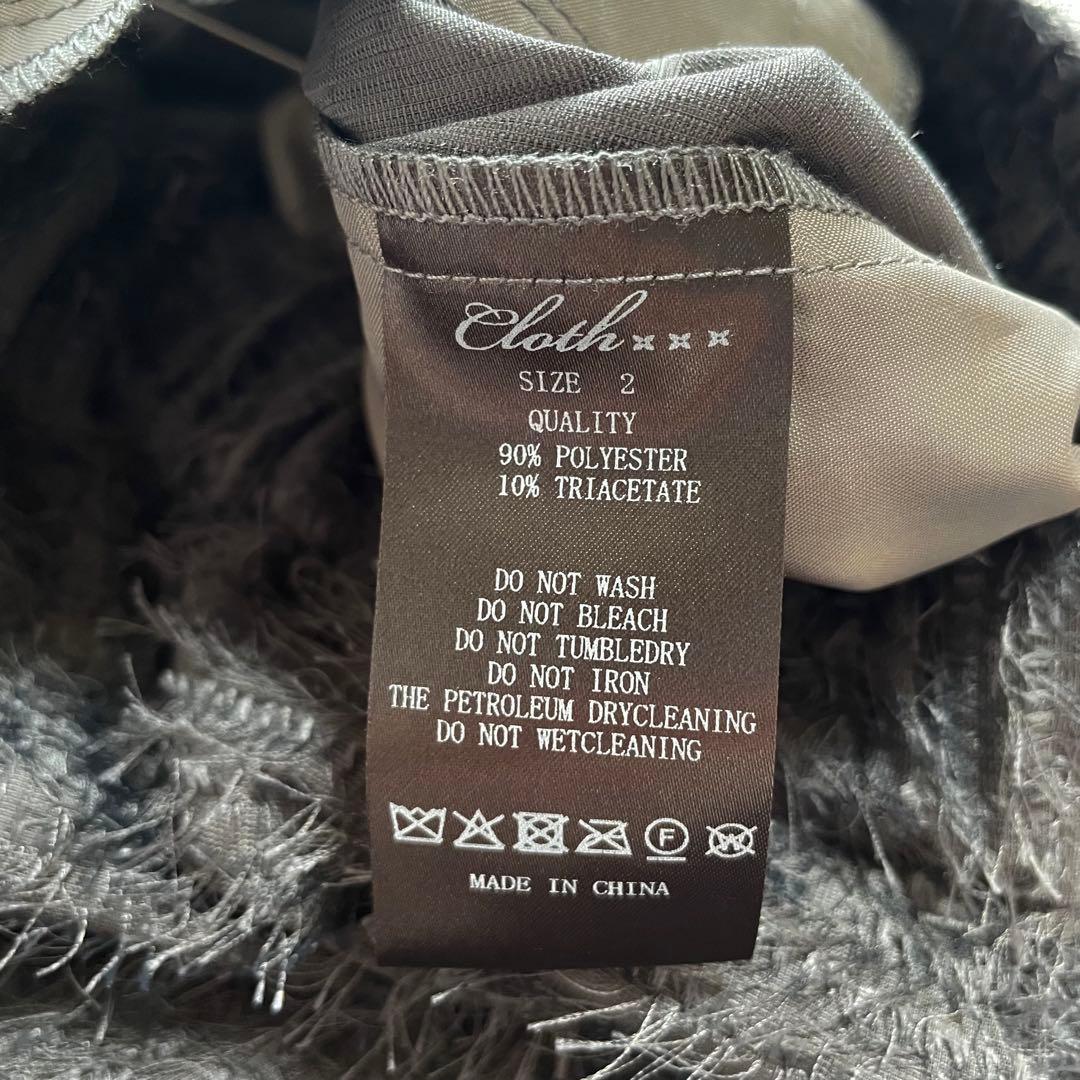 Cloth
SIZE 2
QUALITY
90% POLYESTER
10% TRIACETATE
DO NOT WASH
DO NOT BLEACH
DO NOT TUMBLEDRY
DO NOT IRON
THE PETROLEUM DRYCLEANING
DO NOT WETCLEANING
F W
MADE IN CHINA